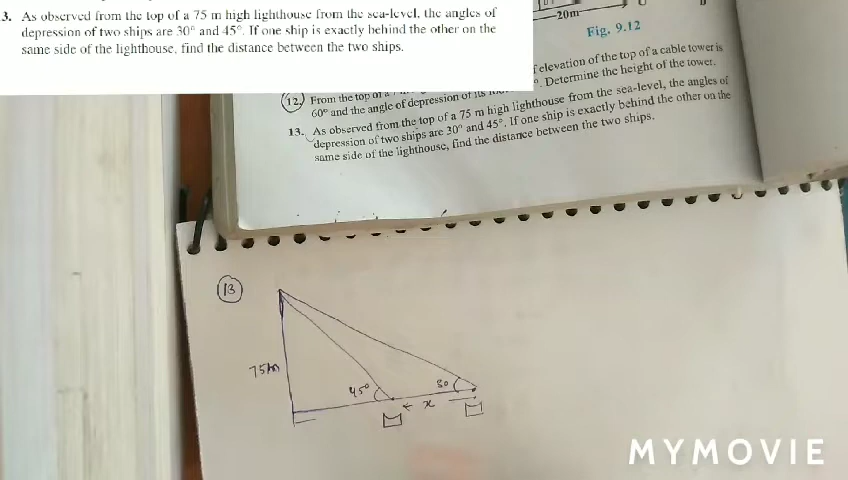 3. As observed from the top of a 75 m high lighthouse from the sea-level, the angles of
depression of two ships are 30° and 45°. If one ship is exactly behind the other on the
same side of the lighthouse, find the distance between the two ships.
20m
Fig. 9.12
12. From the top of a
elevation of the top of a cable tower is
60° and the angle of depression of its
. Determine the height of the tower.
13. As observed from the top of a 75 m high lighthouse from the sea-level, the angles of
depression of two ships are 30° and 45°. If one ship is exactly behind the other on the
same side of the lighthouse, find the distance between the two ships.
13
75m
45°
30
x
MYMOVIE